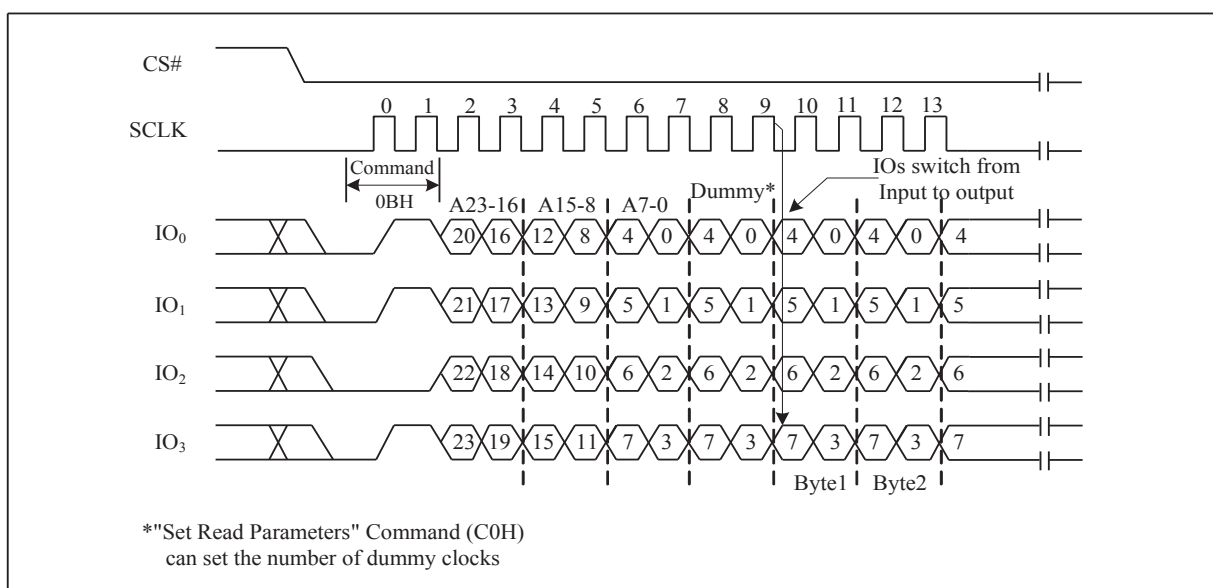 CS#
0 1 2 3 4 5 6 7 8 9 10 11 12 13
SCLK
Command
0BH
IOs switch from
Input to output
A23-16 A15-8 A7-0 Dummy*
IO0 20 16 12 8 4 0 4 0 4 0 4 0 4
IO1 21 17 13 9 5 1 5 1 5 1 5 1 5
IO2 22 18 14 10 6 2 6 2 6 2 6 2 6
IO3 23 19 15 11 7 3 7 3 7 3 7 3 7
Byte1 Byte2
*"Set Read Parameters" Command (C0H)
can set the number of dummy clocks